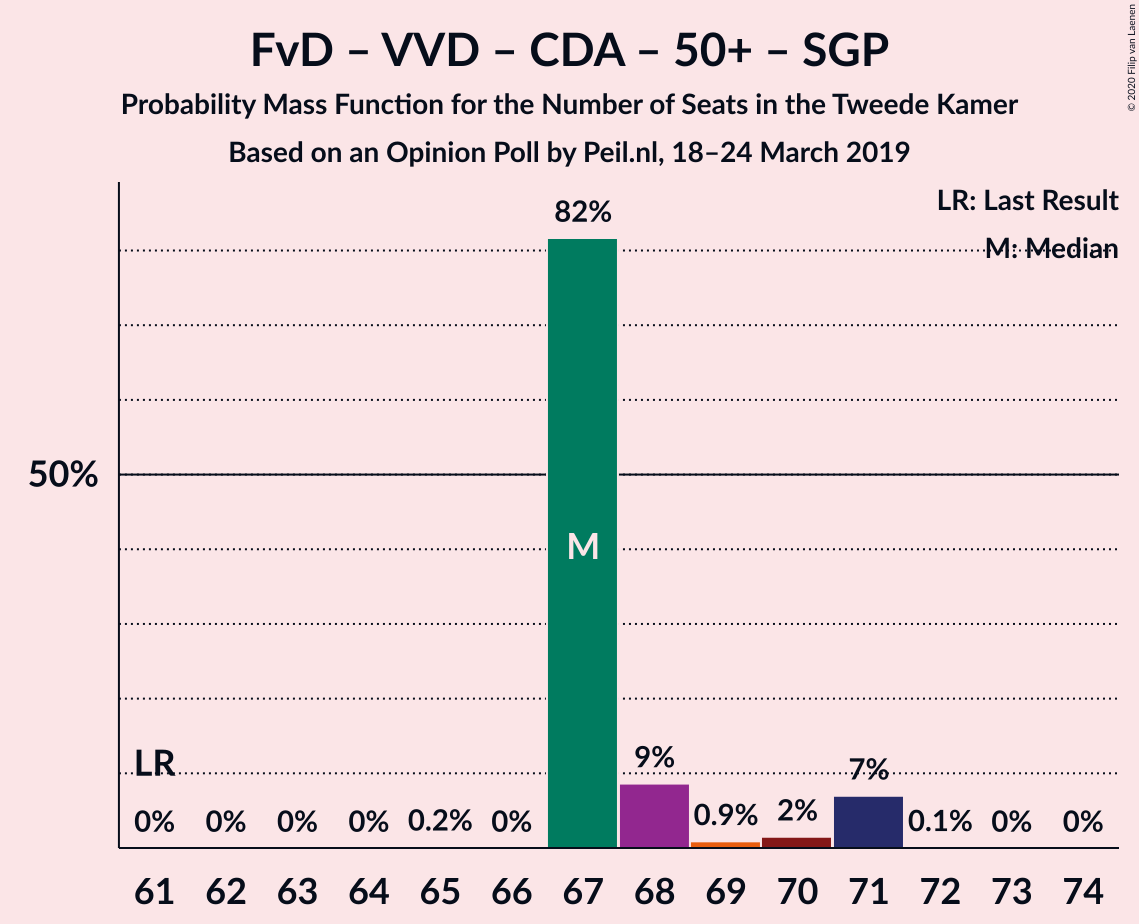 FvD – VVD – CDA – 50+ – SGP
Probability Mass Function for the Number of Seats in the Tweede Kamer
Based on an Opinion Poll by Peil.nl, 18–24 March 2019
© 2020 Filip van Laenen
LR: Last Result
M: Median
82%
50%
M
LR
9%
7%
0% 0% 0% 0% 0.2% 0% 0.9% 2% 0.1% 0% 0%
61 62 63 64 65 66 67 68 69 70 71 72 73 74